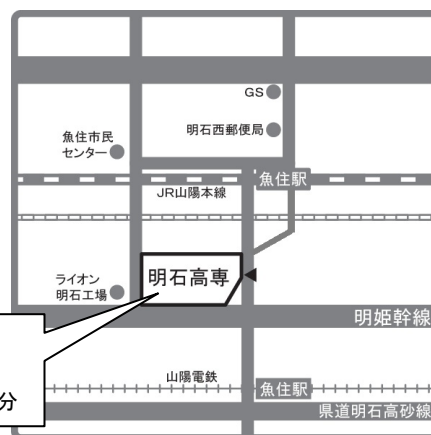 GS
明石西郵便局
魚住市民
センター
魚住駅
JR山陽本線
明石高専
ライオン
明石工場
明姫幹線
分
山陽電鉄
魚住駅
県道明石高砂線